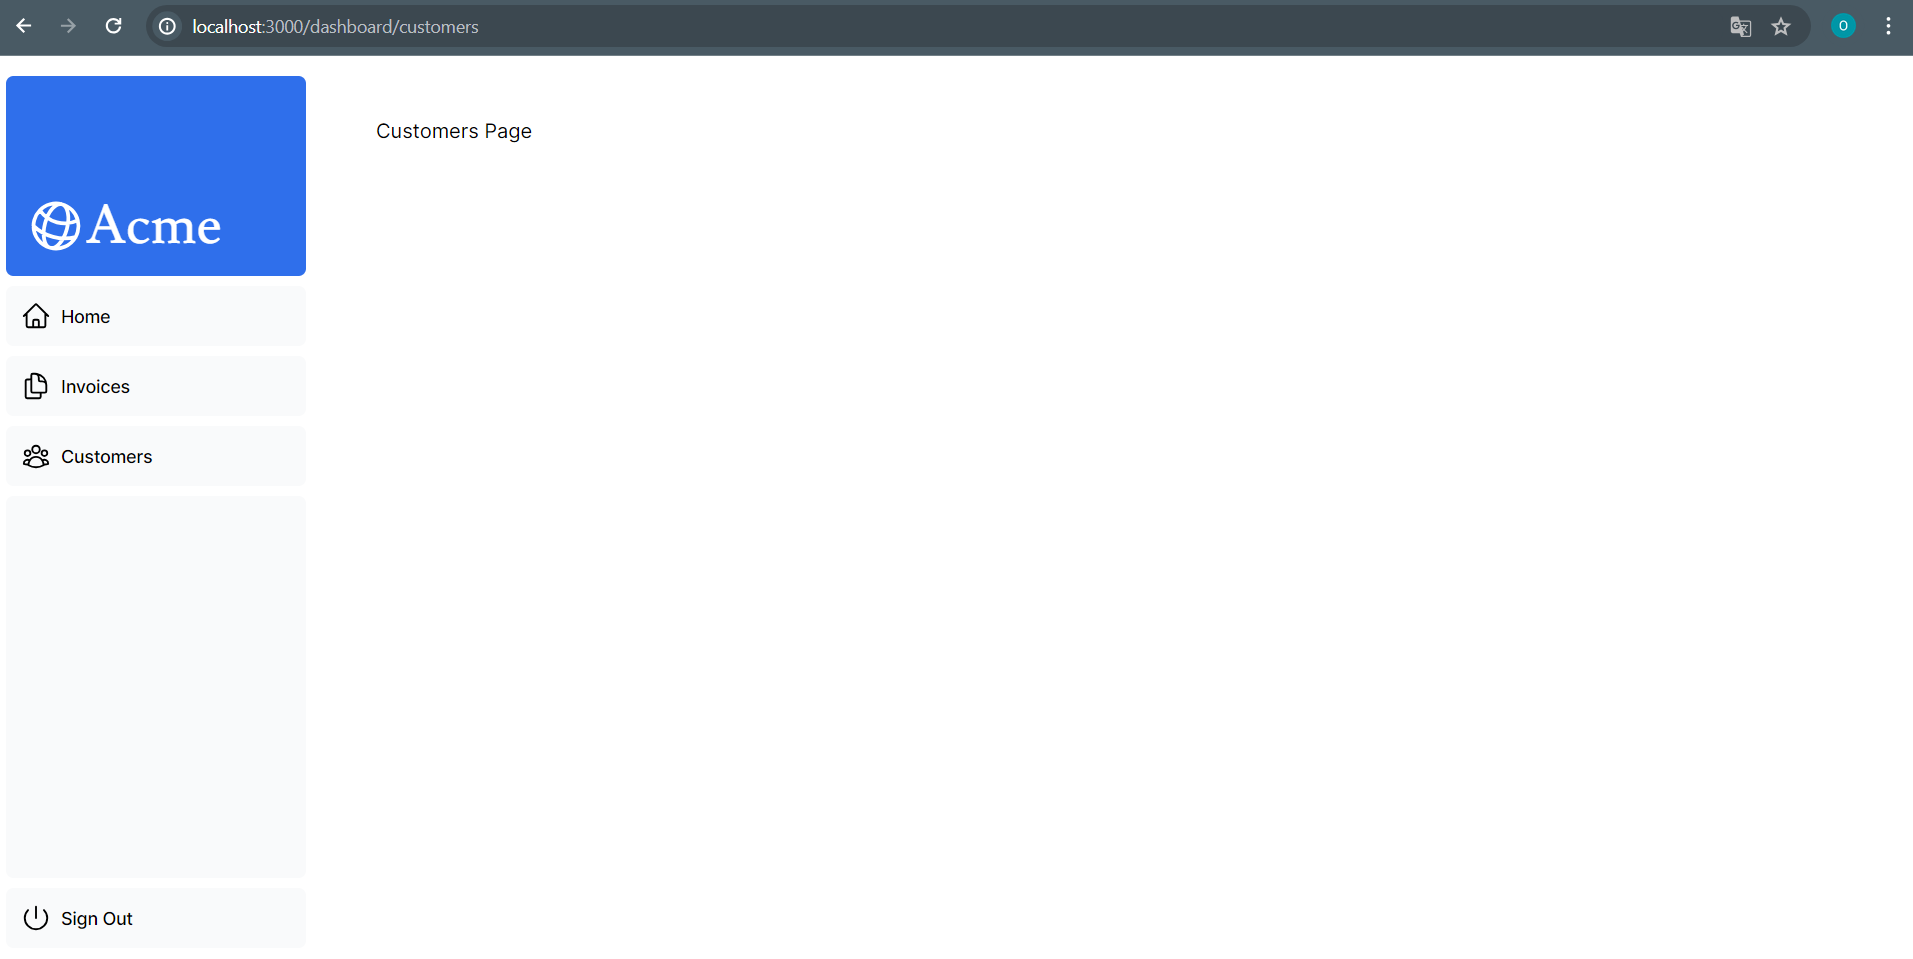 localhost:3000/dashboard/customers
O
Acme
Customers Page
Home
Invoices
Customers
Sign Out